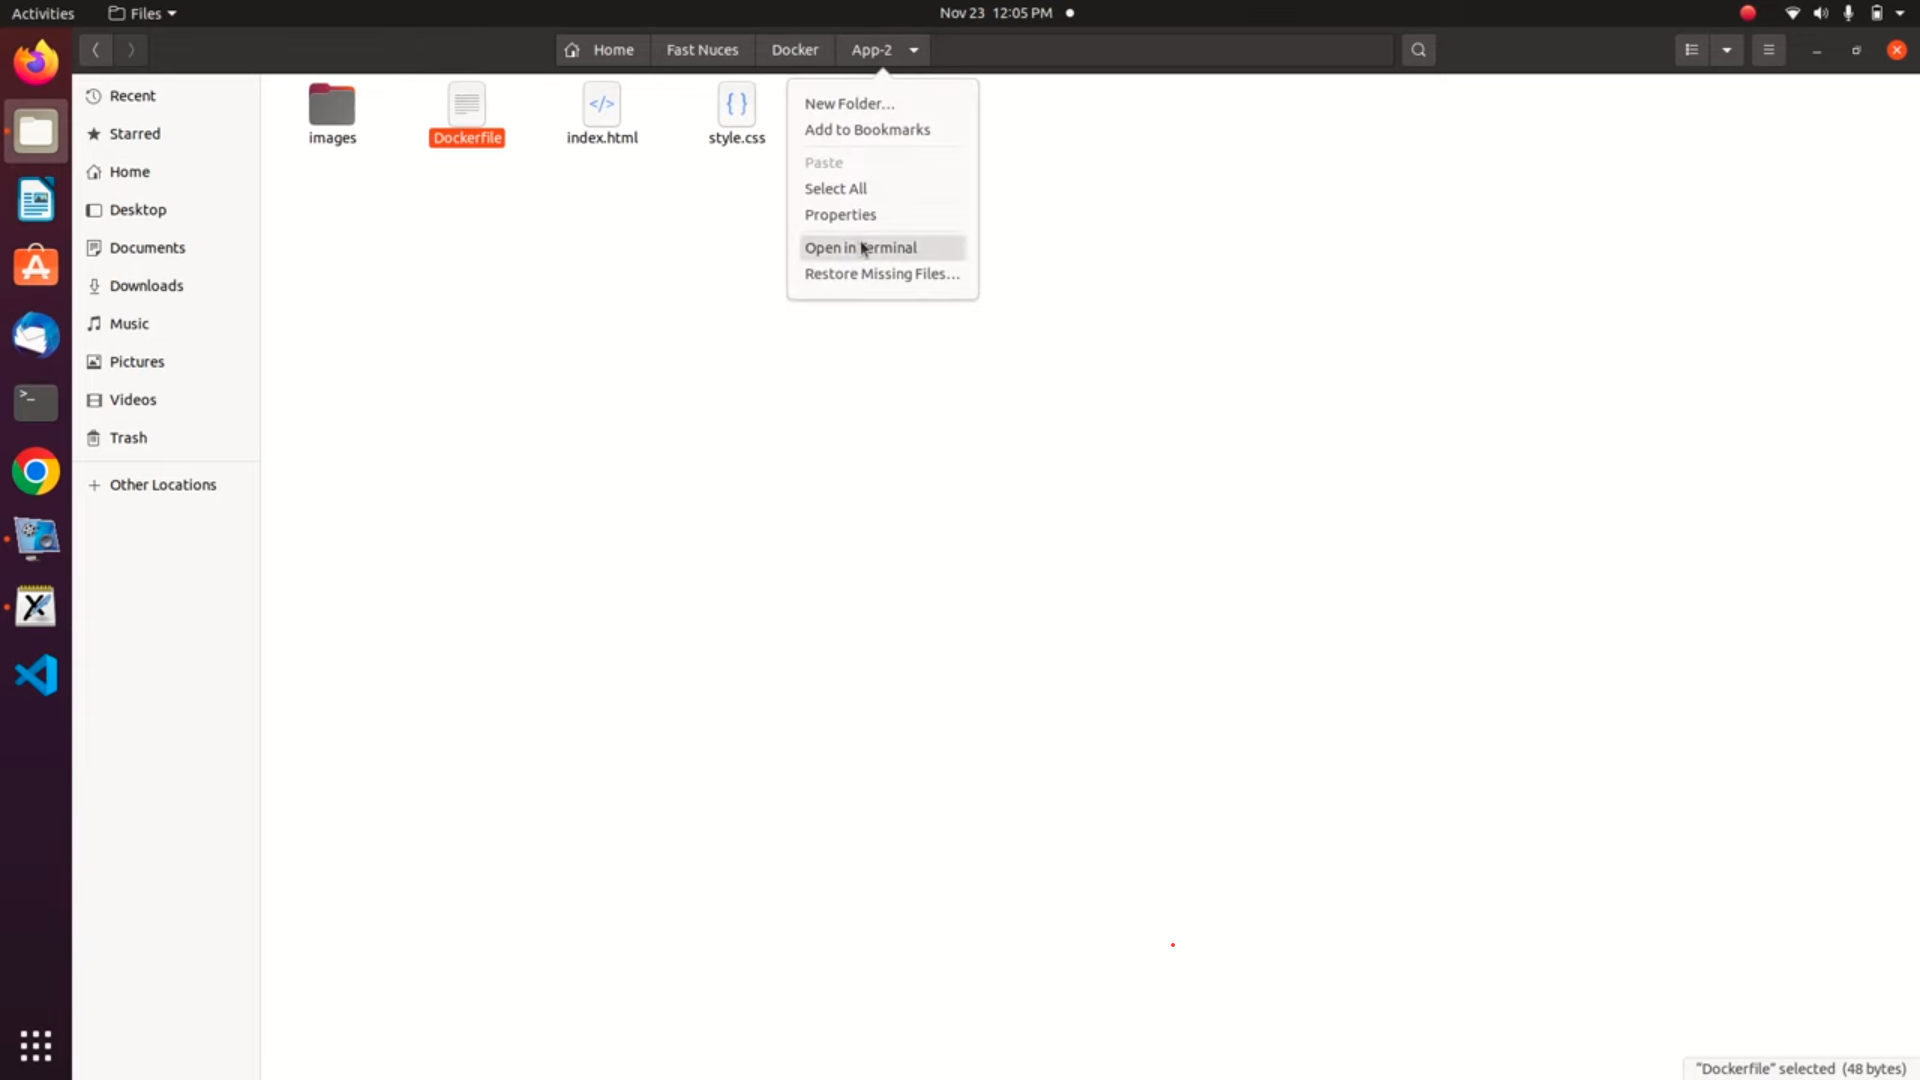 Activities
Files
Nov 23 12:05 PM
Home
Fast Nuces
Docker
App-2
Recent
Starred
Home
Desktop
Documents
Downloads
Music
Pictures
Videos
Trash
Other Locations
images
Dockerfile
index.html
style.css
New Folder…
Add to Bookmarks
Paste
Select All
Properties
Open in Terminal
Restore Missing Files…
"Dockerfile" selected (48 bytes)